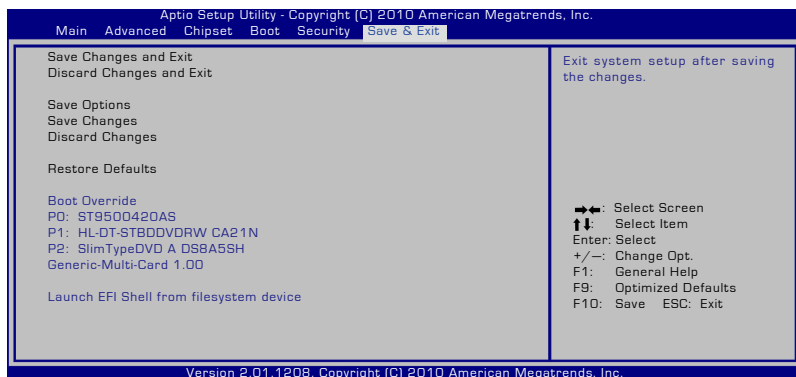 Aptio Setup Utility - Copyright (C) 2010 American Megatrends, Inc.
Main Advanced Chipset Boot Security Save & Exit
Save Changes and Exit
Discard Changes and Exit
Save Options
Save Changes
Discard Changes
Restore Defaults
Boot Override
P0: ST9500420AS
P1: HL-DT-STBDDVDRW CA21N
P2: SlimTypeDVD A DS8A5SH
Generic-Multi-Card 1.00
Launch EFI Shell from filesystem device
Exit system setup after saving
the changes.
→←: Select Screen
↑↓: Select Item
Enter: Select
+/—: Change Opt.
F1: General Help
F9: Optimized Defaults
F10: Save ESC: Exit
Version 2.01.1208. Copyright (C) 2010 American Megatrends, Inc.